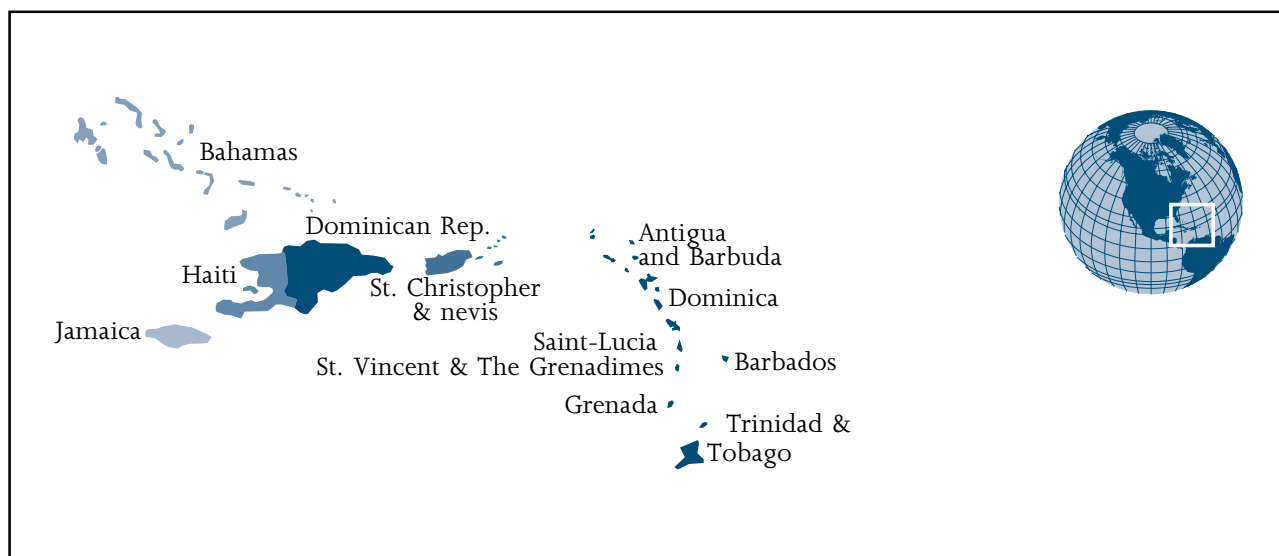 Bahamas
Dominican Rep.
Antigua
and Barbuda
Haiti
St. Christopher
& nevis
Dominica
Jamaica
Saint-Lucia
St. Vincent & The Grenadimes
Barbados
Grenada
Trinidad &
Tobago